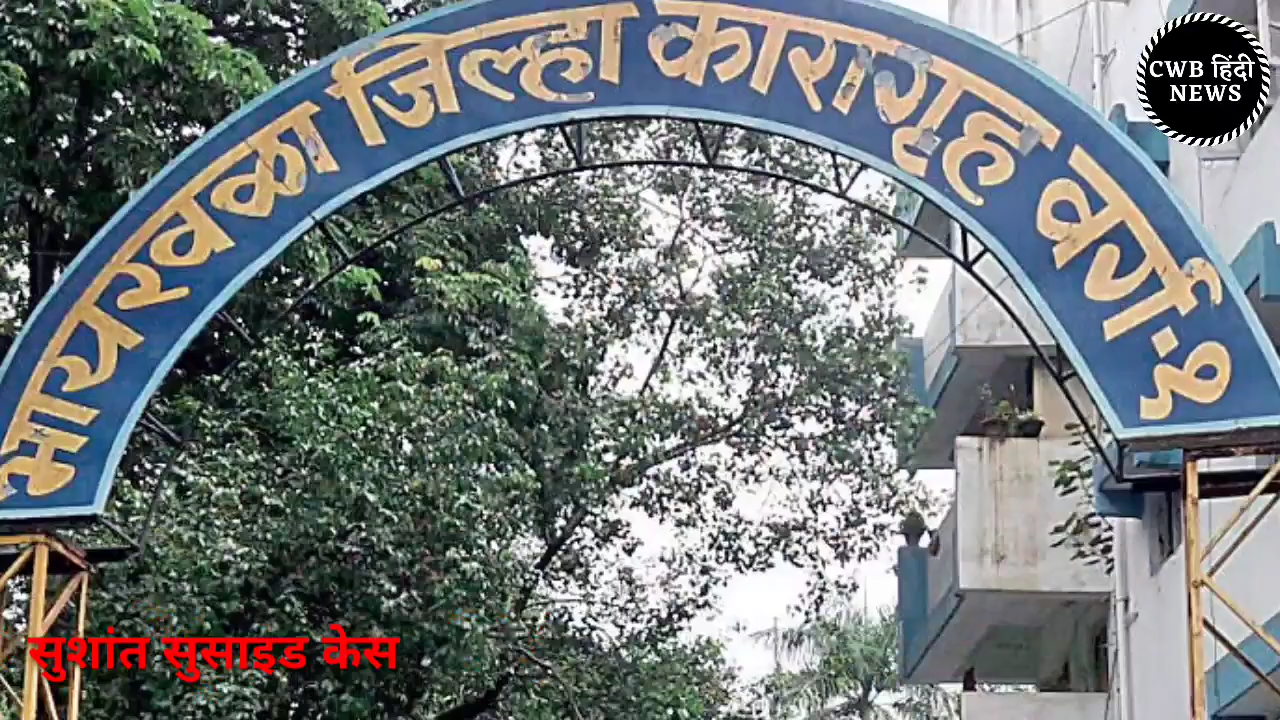 भायखळा जिल्हा कारागृह वर्ग-१
CWB हिंदी
NEWS
सुशांत सुसाइड केस